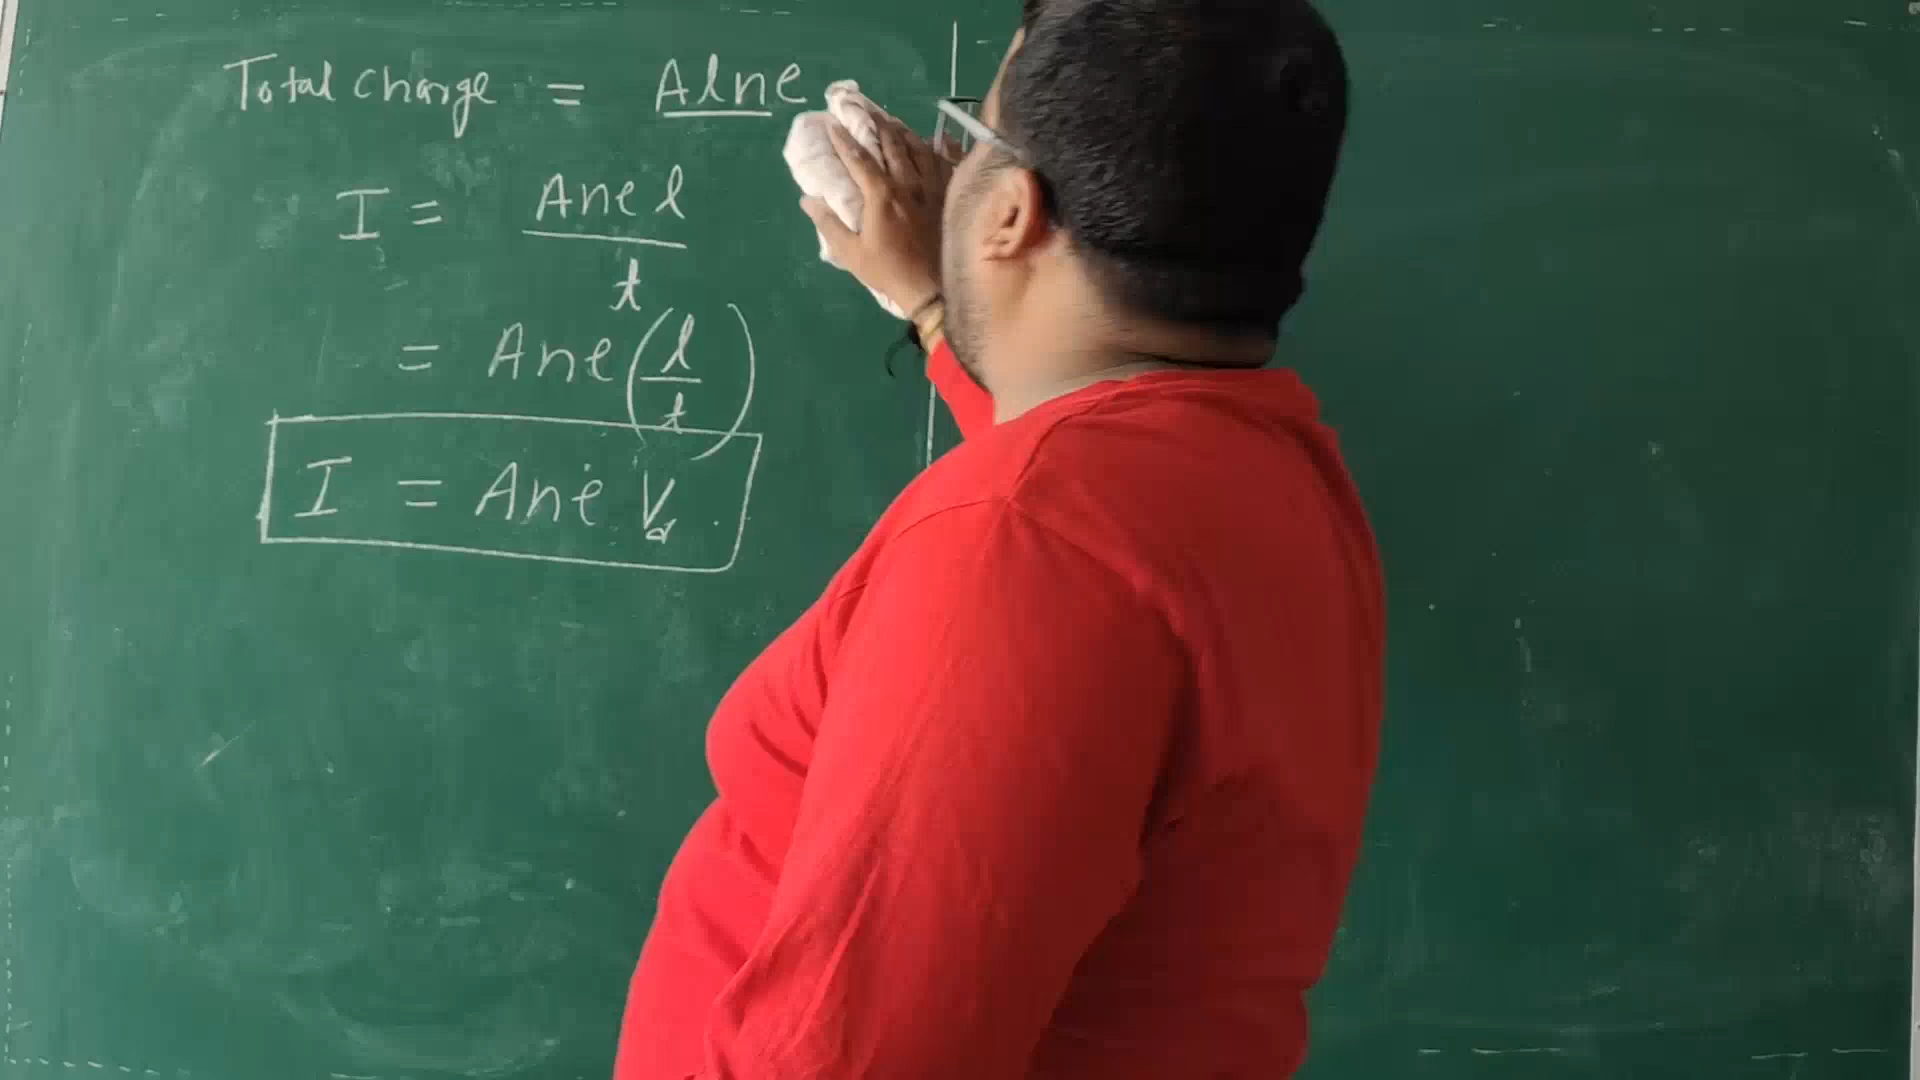 Total charge = Alne
I = Anel/t
= Ane(l/t)
I = Ane Vd.